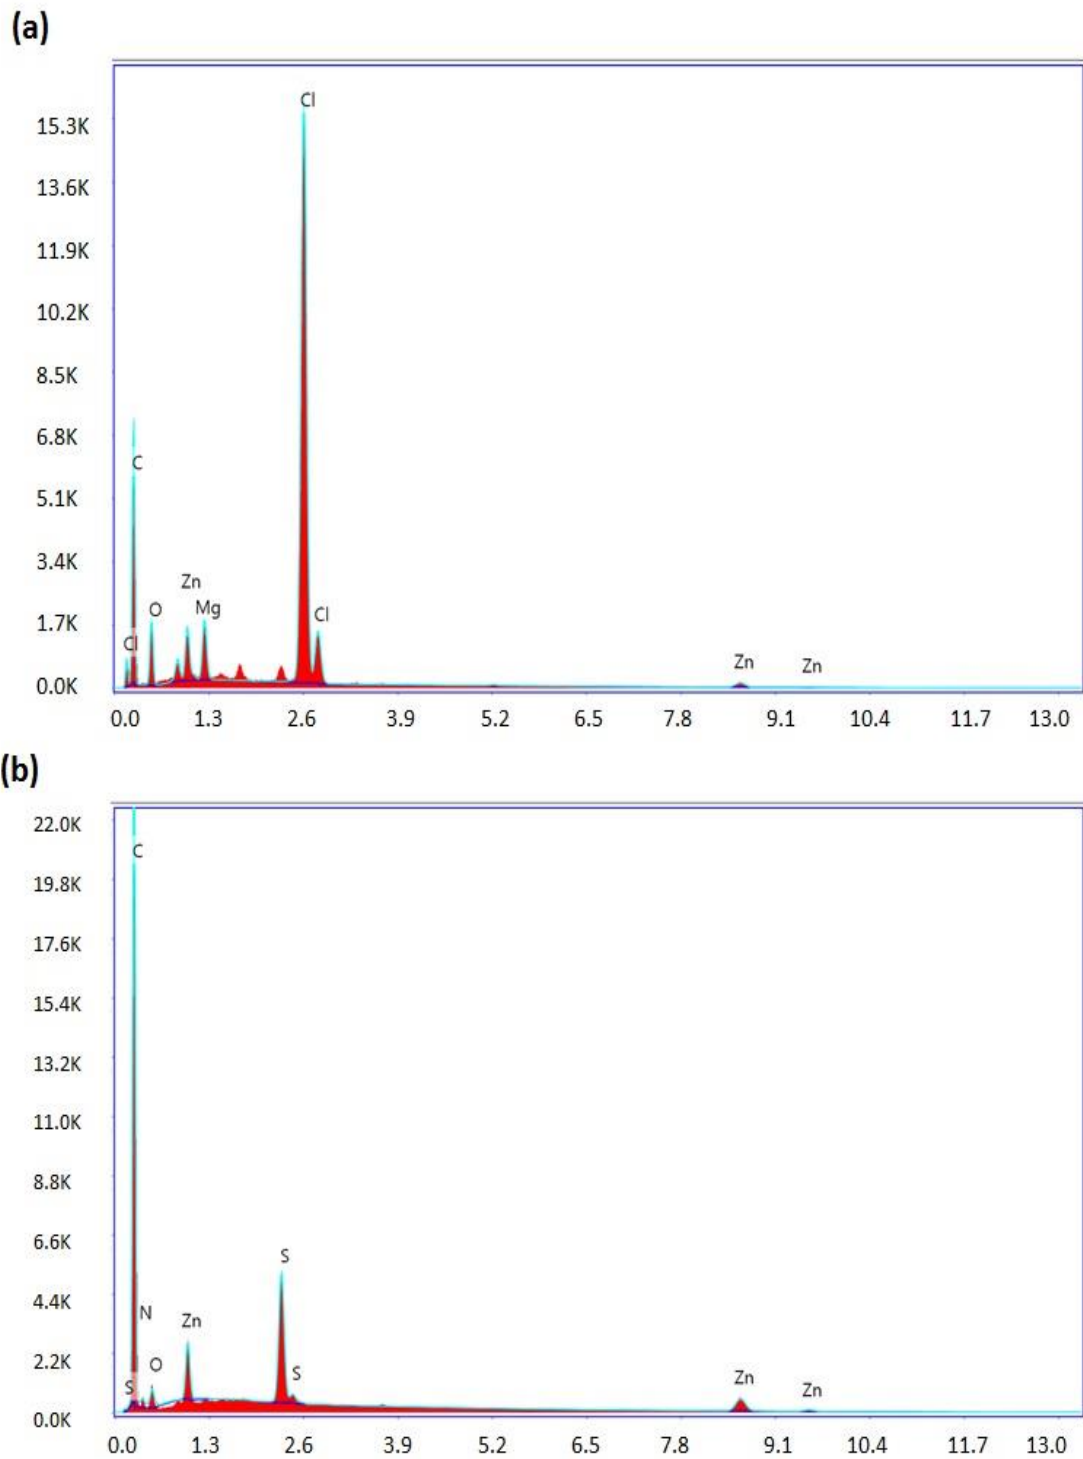 (a)
Cl
15.3K
13.6K
11.9K
10.2K
8.5K
6.8K
C
5.1K
3.4K
Zn
O
Mg
1.7K
Cl
Cl
Zn
Zn
0.0K
0.0 1.3 2.6 3.9 5.2 6.5 7.8 9.1 10.4 11.7 13.0
(b)
22.0K
C
19.8K
17.6K
15.4K
13.2K
11.0K
8.8K
6.6K
S
4.4K
N
Zn
2.2K
O
S
S
Zn
Zn
0.0K
0.0 1.3 2.6 3.9 5.2 6.5 7.8 9.1 10.4 11.7 13.0